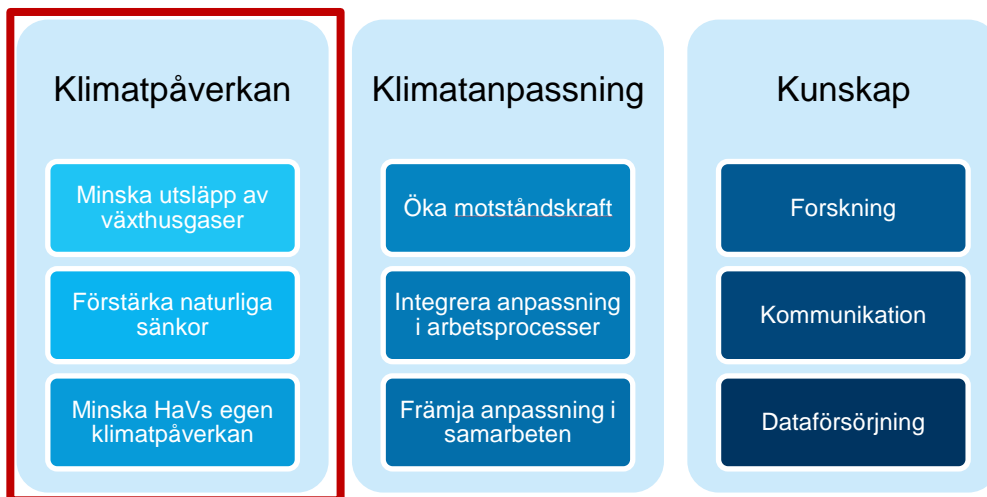 Klimatpåverkan
Minska utsläpp av
växthusgaser
Förstärka naturliga
sänkor
Minska HaVs egen
klimatpåverkan
Klimatanpassning
Öka motståndskraft
Integrera anpassning
i arbetsprocesser
Främja anpassning i
samarbeten
Kunskap
Forskning
Kommunikation
Dataförsörjning